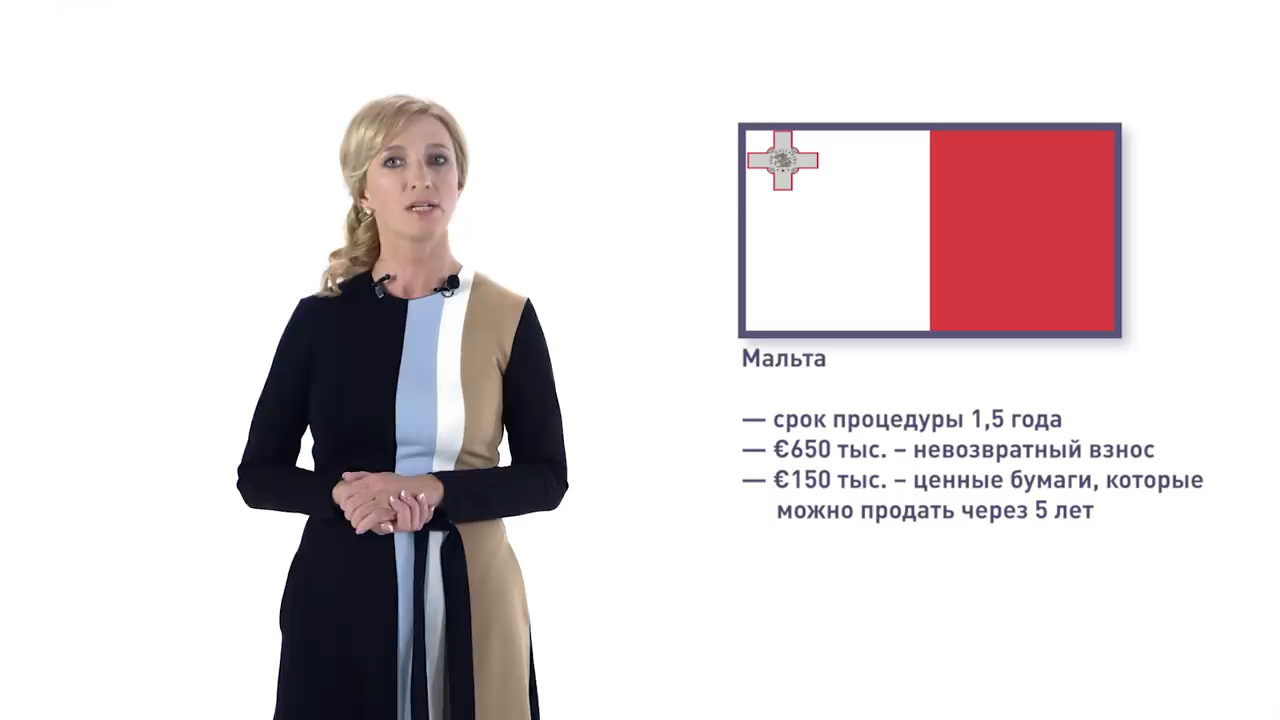 Мальта
— срок процедуры 1,5 года
— €650 тыс. – невозвратный взнос
— €150 тыс. – ценные бумаги, которые
можно продать через 5 лет